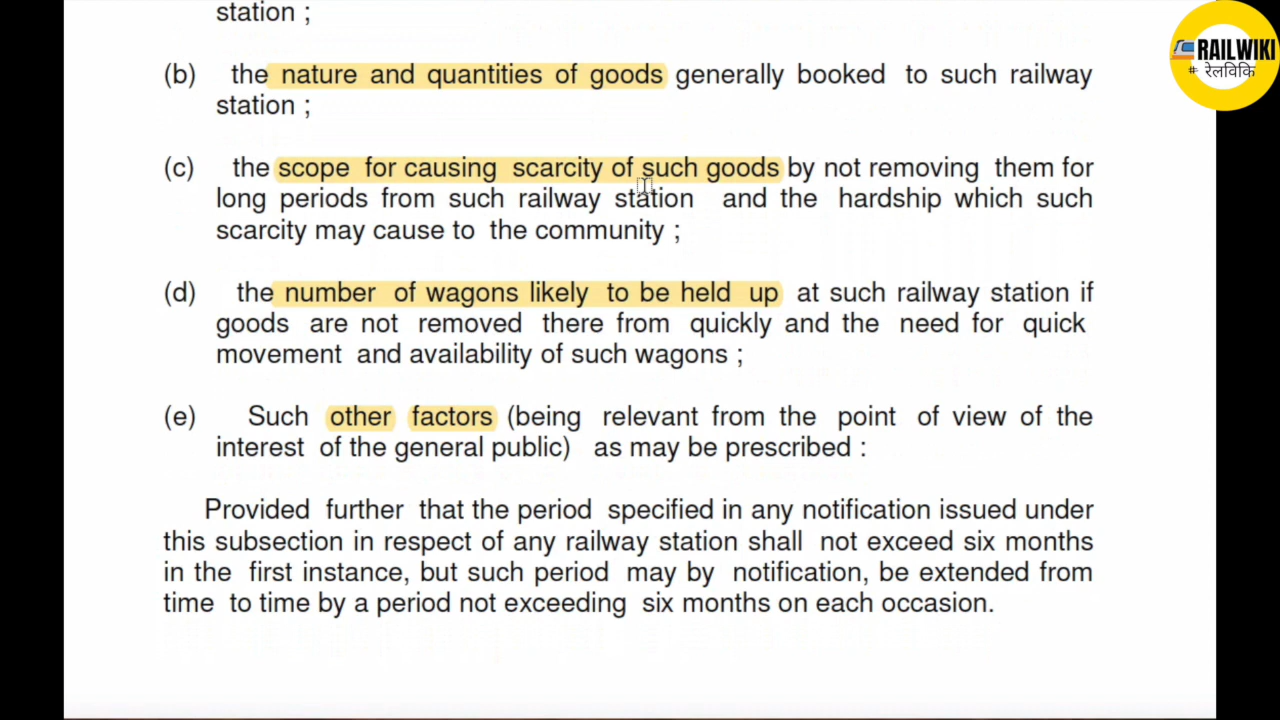 station ;
RAILWIKI
# रेलविकि
(b) the nature and quantities of goods generally booked to such railway
station ;
(c) the scope for causing scarcity of such goods by not removing them for
long periods from such railway station and the hardship which such
scarcity may cause to the community ;
(d) the number of wagons likely to be held up at such railway station if
goods are not removed there from quickly and the need for quick
movement and availability of such wagons ;
(e) Such other factors (being relevant from the point of view of the
interest of the general public) as may be prescribed :
Provided further that the period specified in any notification issued under
this subsection in respect of any railway station shall not exceed six months
in the first instance, but such period may by notification, be extended from
time to time by a period not exceeding six months on each occasion.